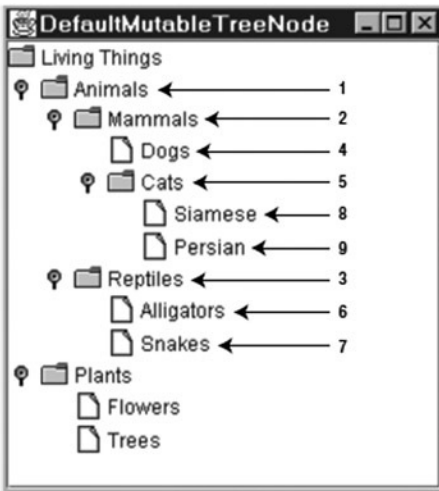 DefaultMutableTreeNode
Living Things
Animals 1
Mammals 2
Dogs 4
Cats 5
Siamese 8
Persian 9
Reptiles 3
Alligators 6
Snakes 7
Plants
Flowers
Trees